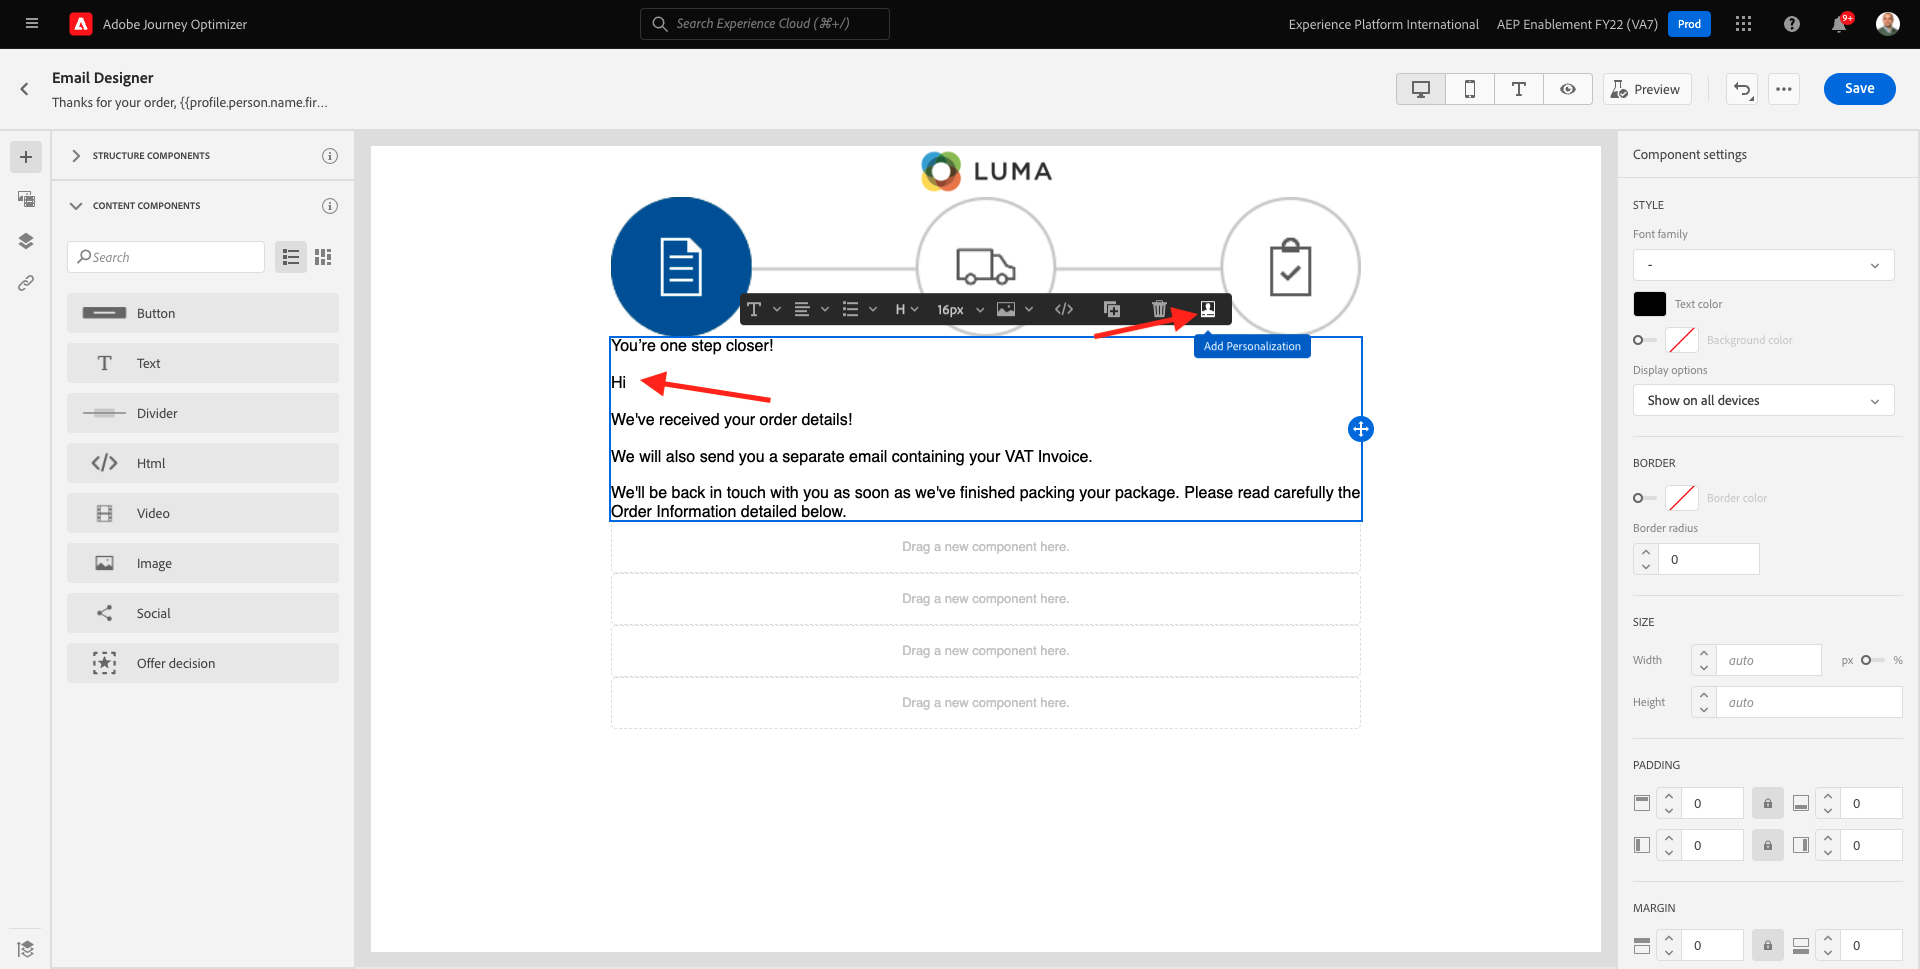 Adobe Journey Optimizer
Search Experience Cloud (⌘+/)
Experience Platform International
AEP Enablement FY22 (VA7)
Prod
9+
Email Designer
Thanks for your order, {{profile.person.name.fir...
Preview
Save
STRUCTURE COMPONENTS
CONTENT COMPONENTS
Search
Button
Text
Divider
Html
Video
Image
Social
Offer decision
LUMA
H
16px
Add Personalization
You're one step closer!
Hi
We've received your order details!
We will also send you a separate email containing your VAT Invoice.
We'll be back in touch with you as soon as we've finished packing your package. Please read carefully the
Order Information detailed below.
Drag a new component here.
Drag a new component here.
Drag a new component here.
Drag a new component here.
Component settings
STYLE
Font family
-
Text color
Background color
Display options
Show on all devices
BORDER
Border color
Border radius
0
SIZE
Width
auto
px
%
Height
auto
PADDING
0
0
0
0
MARGIN
0
0